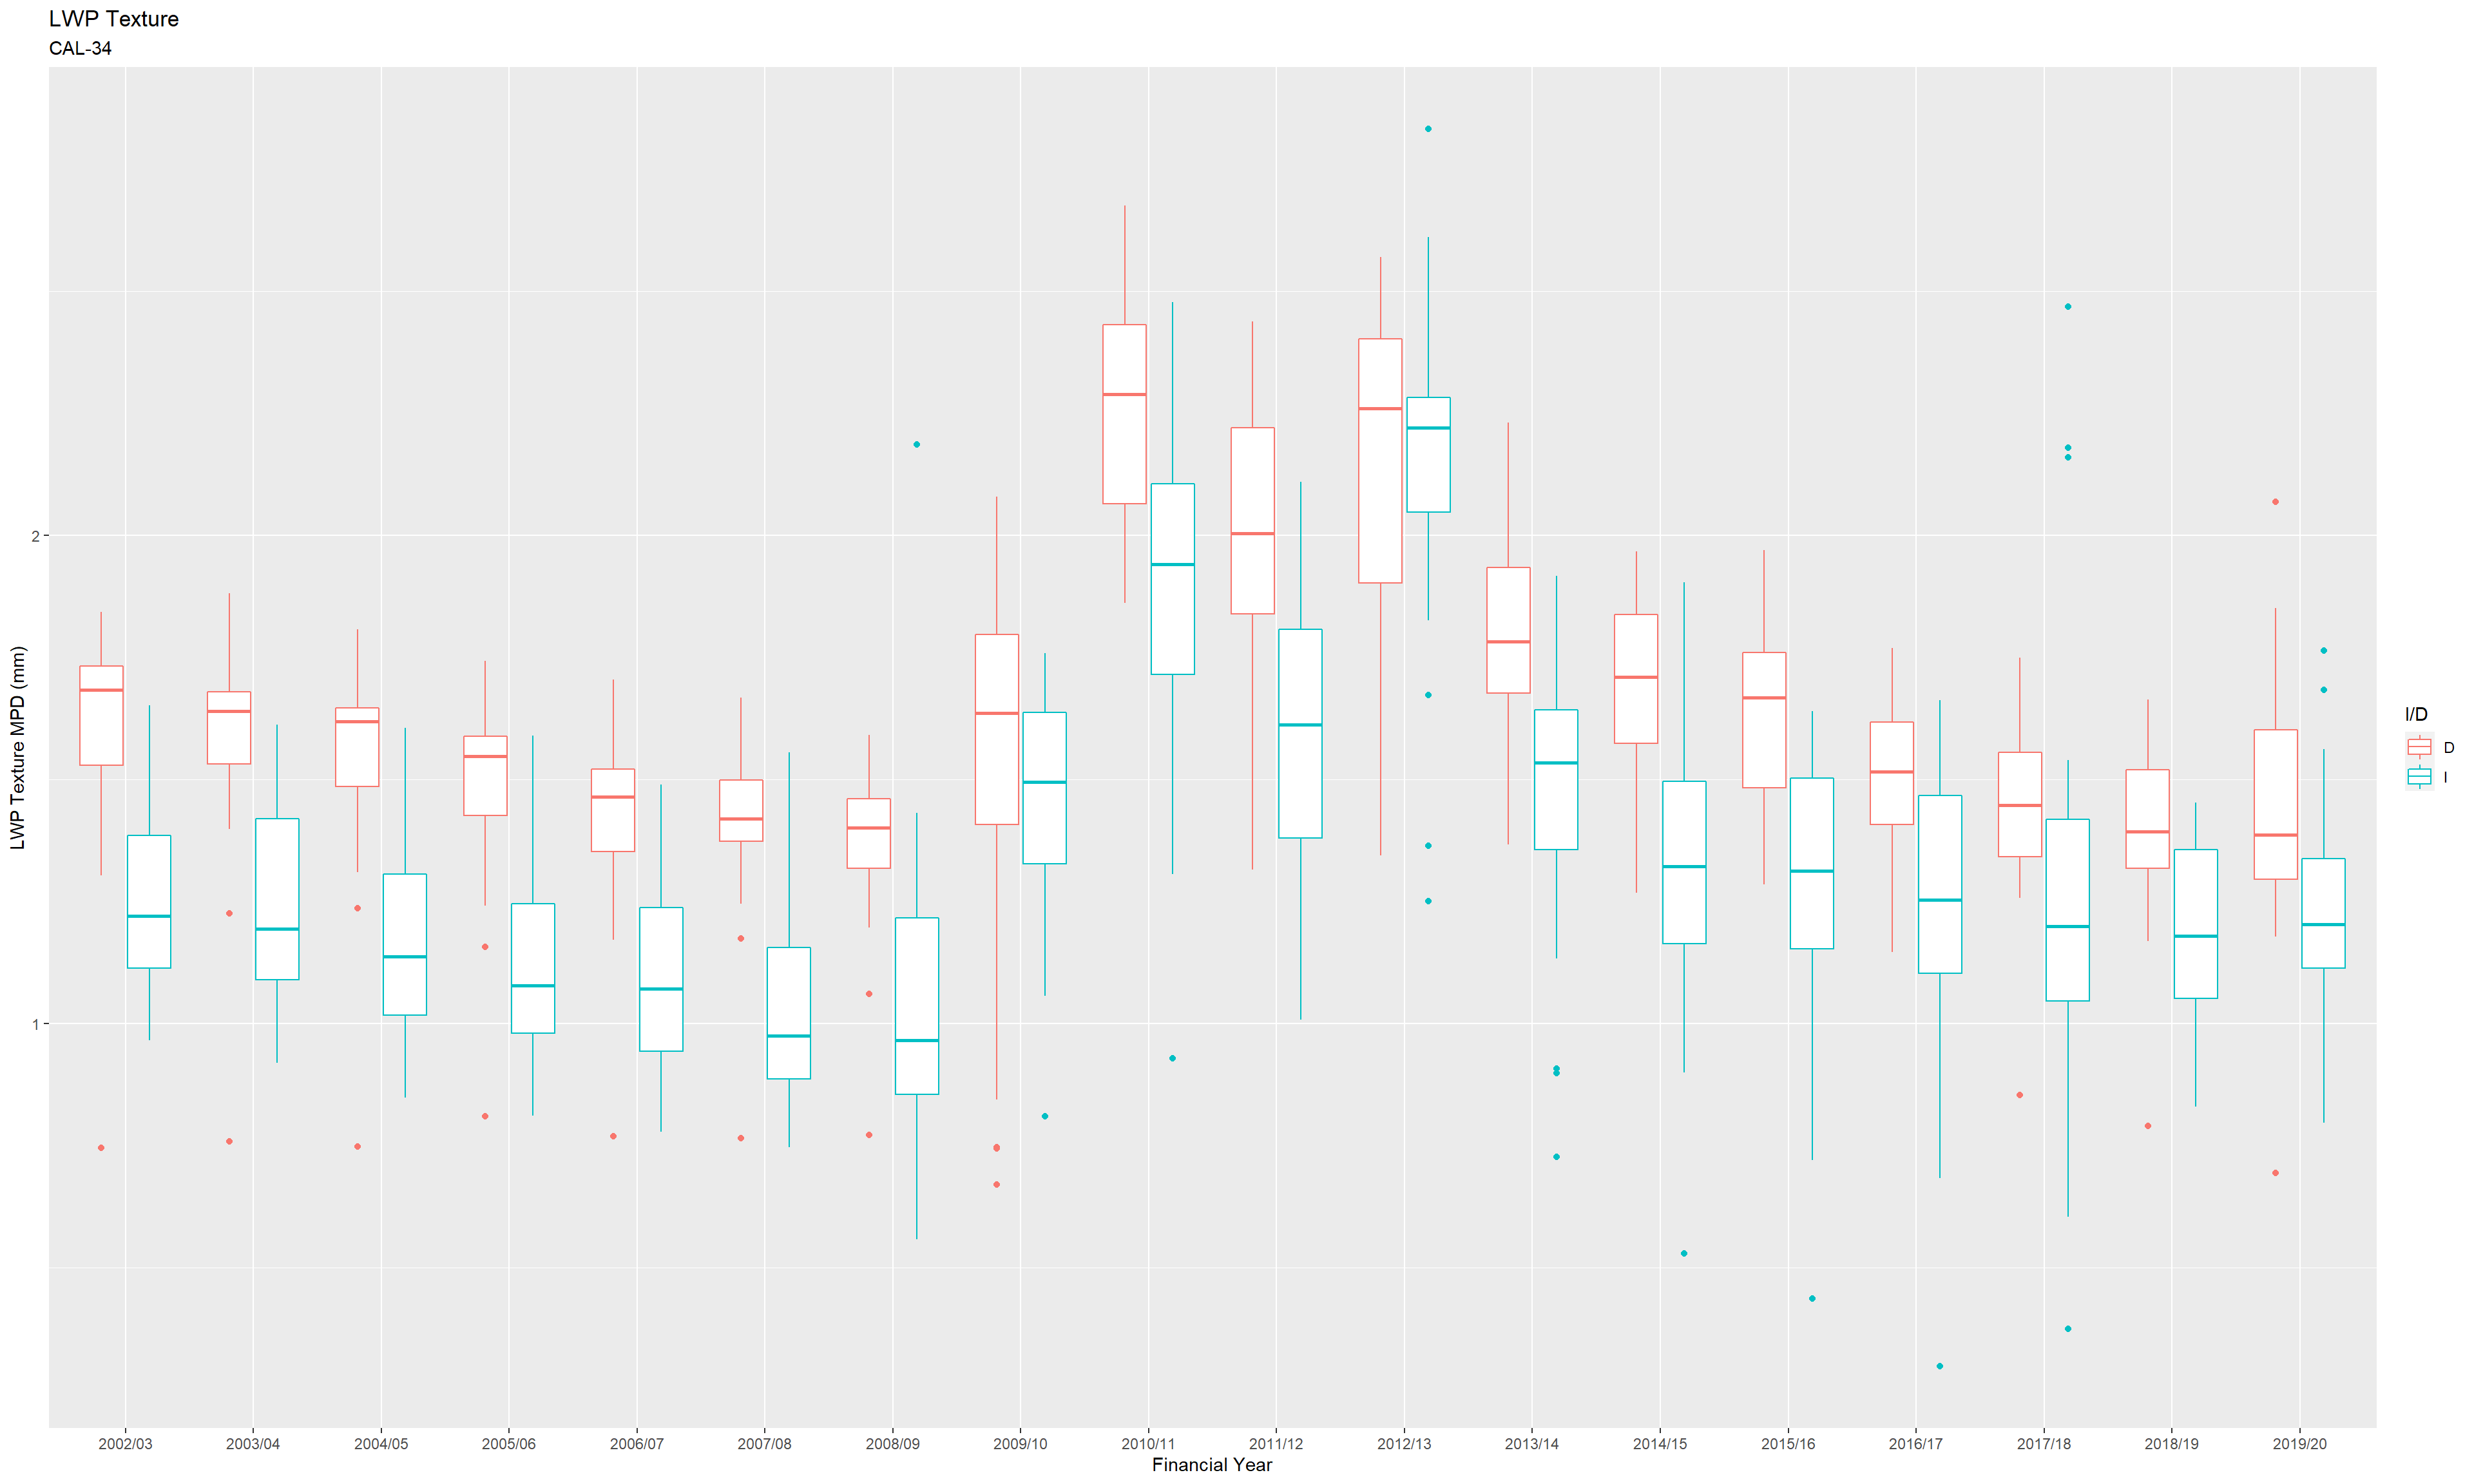 LWP Texture
CAL-34
LWP Texture MPD (mm)
2
1
2002/03 2003/04 2004/05 2005/06 2006/07 2007/08 2008/09 2009/10 2010/11 2011/12 2012/13 2013/14 2014/15 2015/16 2016/17 2017/18 2018/19 2019/20
Financial Year
I/D
D
I